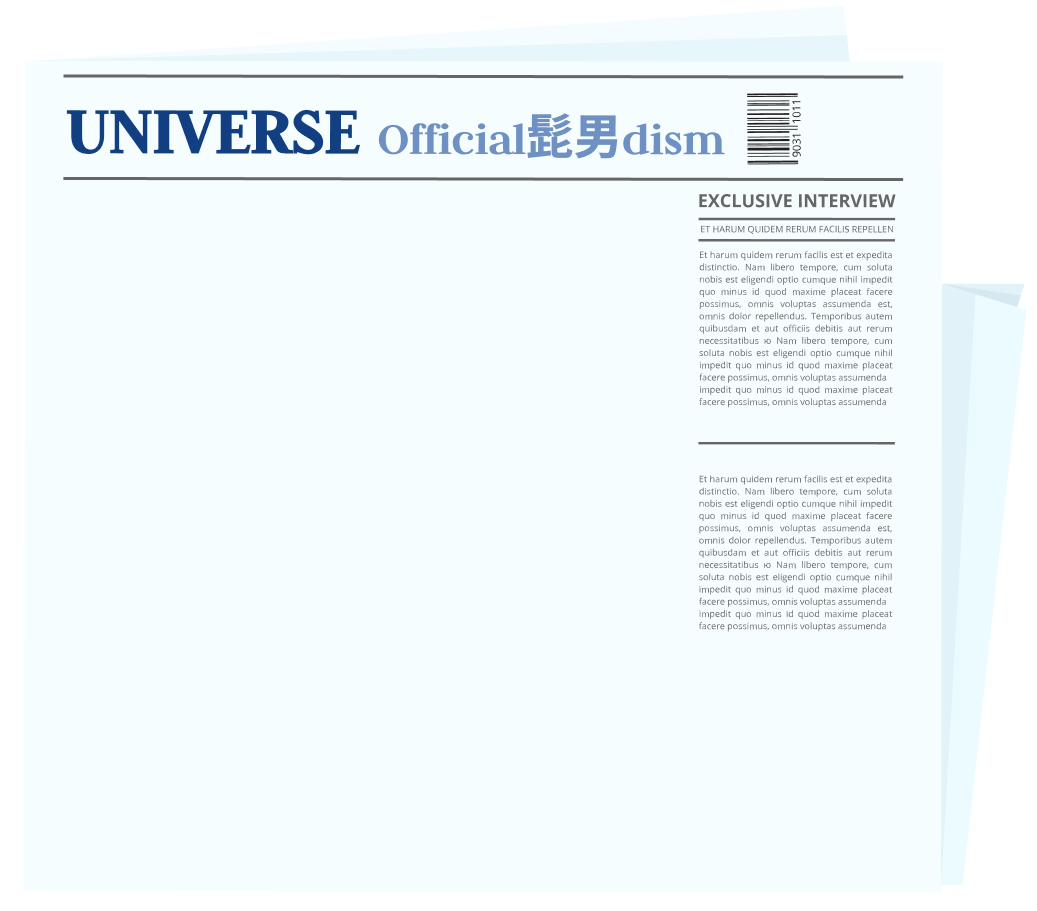 UNIVERSE Official髭男dism
9031 1011
EXCLUSIVE INTERVIEW
ET HARUM QUIDEM RERUM FACILIS REPELLEN
Et harum quidem rerum facilis est et expedita
distinctio. Nam libero tempore, cum soluta
nobis est eligendi optio cumque nihil impedit
quo minus id quod maxime placeat facere
possimus, omnis voluptas assumenda est,
omnis dolor repellendus. Temporibus autem
quibusdam et aut officiis debitis aut rerum
necessitatibus ю Nam libero tempore, cum
soluta nobis est eligendi optio cumque nihil
impedit quo minus id quod maxime placeat
facere possimus, omnis voluptas assumenda
impedit quo minus id quod maxime placeat
facere possimus, omnis voluptas assumenda
Et harum quidem rerum facilis est et expedita
distinctio. Nam libero tempore, cum soluta
nobis est eligendi optio cumque nihil impedit
quo minus id quod maxime placeat facere
possimus, omnis voluptas assumenda est,
omnis dolor repellendus. Temporibus autem
quibusdam et aut officiis debitis aut rerum
necessitatibus ю Nam libero tempore, cum
soluta nobis est eligendi optio cumque nihil
impedit quo minus id quod maxime placeat
facere possimus, omnis voluptas assumenda
impedit quo minus id quod maxime placeat
facere possimus, omnis voluptas assumenda